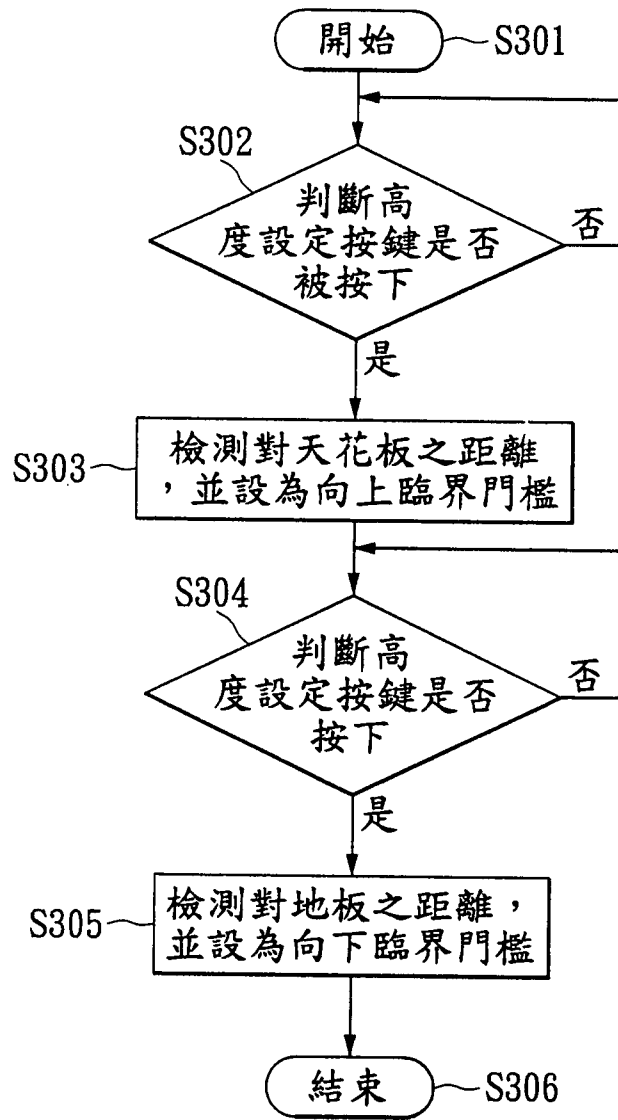 開始
S301
S302
判斷高
度設定按鍵是否
被按下
否
是
S303
檢測對天花板之距離
，並設為向上臨界門檻
S304
判斷高
度設定按鍵是否
按下
否
是
S305
檢測對地板之距離，
並設為向下臨界門檻
結束
S306